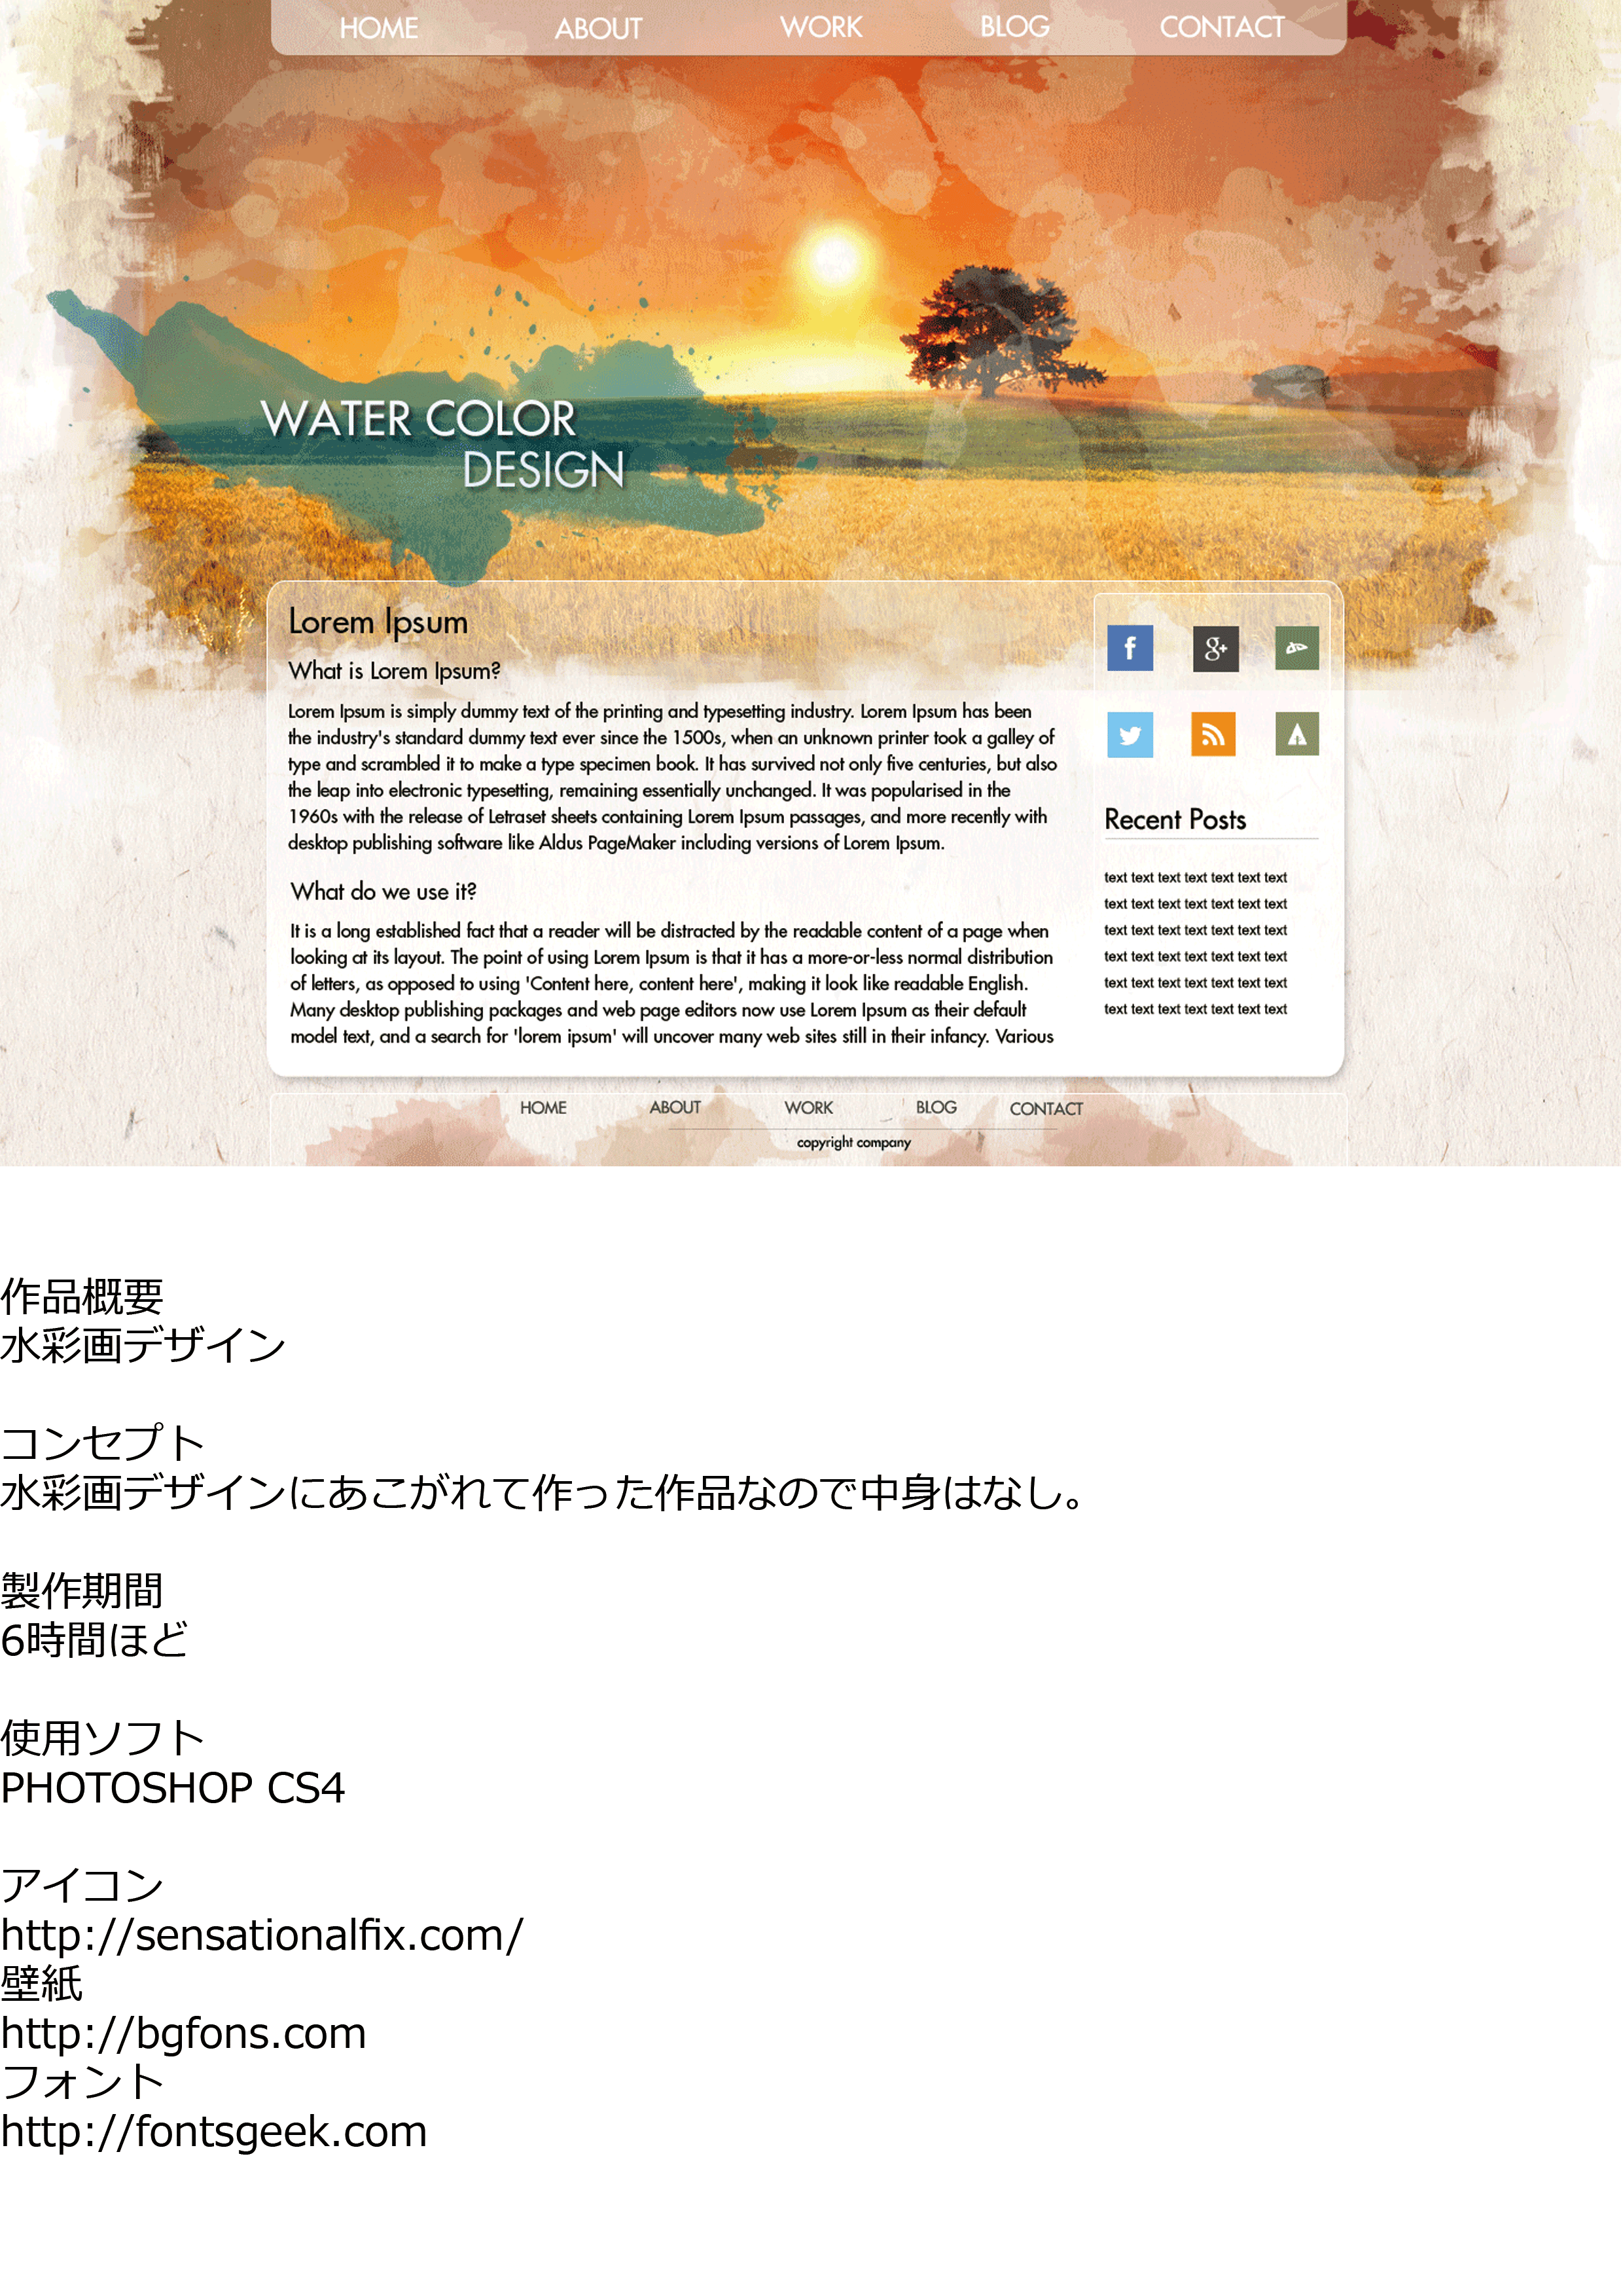 HOME ABOUT WORK BLOG CONTACT
WATER COLOR
DESIGN
Lorem Ipsum
What is Lorem Ipsum?
Lorem Ipsum is simply dummy text of the printing and typesetting industry. Lorem Ipsum has been
the industry's standard dummy text ever since the 1500s, when an unknown printer took a galley of
type and scrambled it to make a type specimen book. It has survived not only five centuries, but also
the leap into electronic typesetting, remaining essentially unchanged. It was popularised in the
1960s with the release of Letraset sheets containing Lorem Ipsum passages, and more recently with
desktop publishing software like Aldus PageMaker including versions of Lorem Ipsum.
What do we use it?
It is a long established fact that a reader will be distracted by the readable content of a page when
looking at its layout. The point of using Lorem Ipsum is that it has a more-or-less normal distribution
of letters, as opposed to using 'Content here, content here', making it look like readable English.
Many desktop publishing packages and web page editors now use Lorem Ipsum as their default
model text, and a search for 'lorem ipsum' will uncover many web sites still in their infancy. Various
f g+
Recent Posts
text text text text text text text
text text text text text text text
text text text text text text text
text text text text text text text
text text text text text text text
text text text text text text text
HOME ABOUT WORK BLOG CONTACT
copyright company
作品概要
水彩画デザイン
コンセプト
水彩画デザインにあこがれて作った作品なので中身はなし。
製作期間
6時間ほど
使用ソフト
PHOTOSHOP CS4
アイコン
http://sensationalfix.com/
壁紙
http://bgfons.com
フォント
http://fontsgeek.com